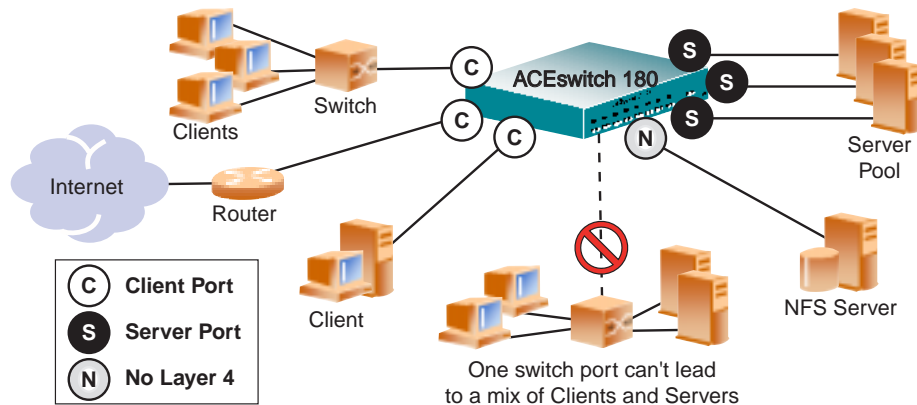 C
ACEswitch 180
S
S
S
C
C
N
Clients
Switch
Server
Pool
Internet
Router
C Client Port
S Server Port
N No Layer 4
Client
NFS Server
One switch port can't lead
to a mix of Clients and Servers